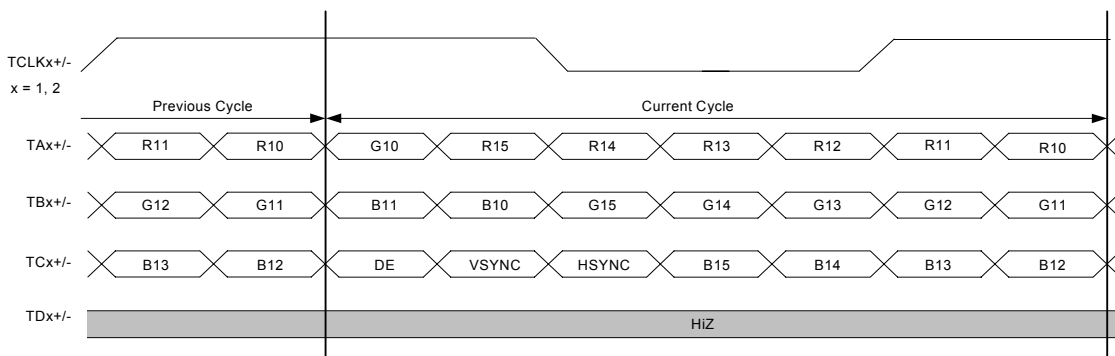 TCLKx+/-
x = 1, 2
Previous Cycle Current Cycle
TAx+/- R11 R10 G10 R15 R14 R13 R12 R11 R10
TBx+/- G12 G11 B11 B10 G15 G14 G13 G12 G11
TCx+/- B13 B12 DE VSYNC HSYNC B15 B14 B13 B12
TDx+/- HiZ